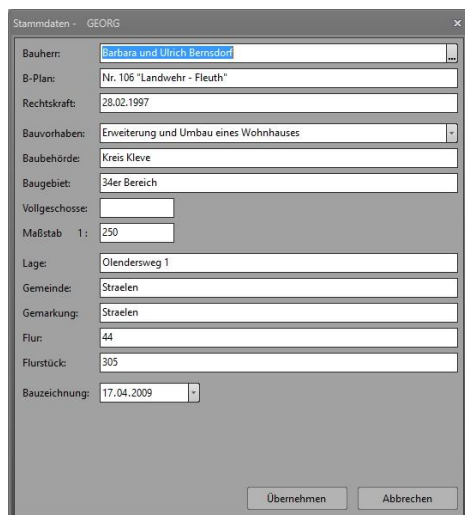 Stammdaten - GEORG ×
Bauherr: Barbara und Ulrich Bernsdorf ...
B-Plan: Nr. 106 "Landwehr - Fleuth"
Rechtskraft: 28.02.1997
Bauvorhaben: Erweiterung und Umbau eines Wohnhauses
Baubehörde: Kreis Kleve
Baugebiet: 34er Bereich
Vollgeschosse:
Maßstab 1 : 250
Lage: Olendersweg 1
Gemeinde: Straelen
Gemarkung: Straelen
Flur: 44
Flurstück: 305
Bauzeichnung: 17.04.2009
Übernehmen Abbrechen